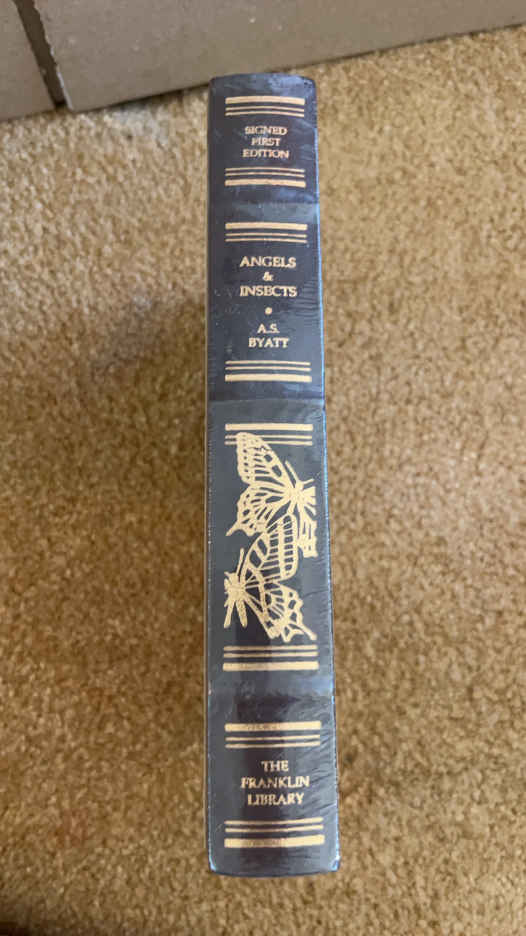 SIGNED
FIRST
EDITION
ANGELS
&
INSECTS
•
A.S.
BYATT
THE
FRANKLIN
LIBRARY